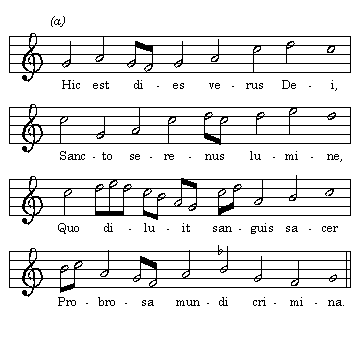 (a)
Hic est di - es ve - rus De - i,
Sanc - to se - re - nus lu - mi - ne,
Quo di - lu - it san - guis sa - cer
Pro - bro - sa mun - di cri - mi - na.